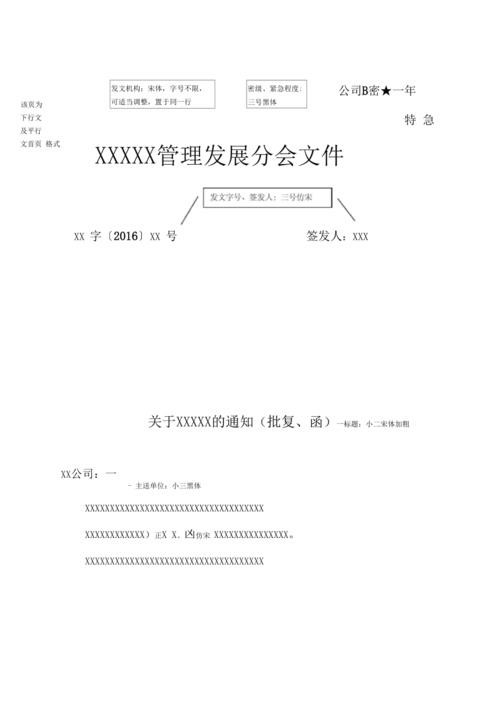 发文机构: 宋体, 字号不限,
可适当调整, 置于同一行
密级、紧急程度:
三号黑体
公司B密★一年
特 急
该页为
下行文
及平行
文首页 格式
XXXXX管理发展分会文件
发文字号、签发人: 三号仿宋
XX 字〔2016〕XX 号
签发人: XXX
关于XXXXX的通知 (批复、函) 一标题: 小二宋体加粗
XX公司: 一
- 主送单位: 小三黑体
XXXXXXXXXXXXXXXXXXXXXXXXXXXXXXXXXXXX
XXXXXXXXXXXX) 正X X. 凶仿宋 XXXXXXXXXXXXXXX。
XXXXXXXXXXXXXXXXXXXXXXXXXXXXXXXXXXXX